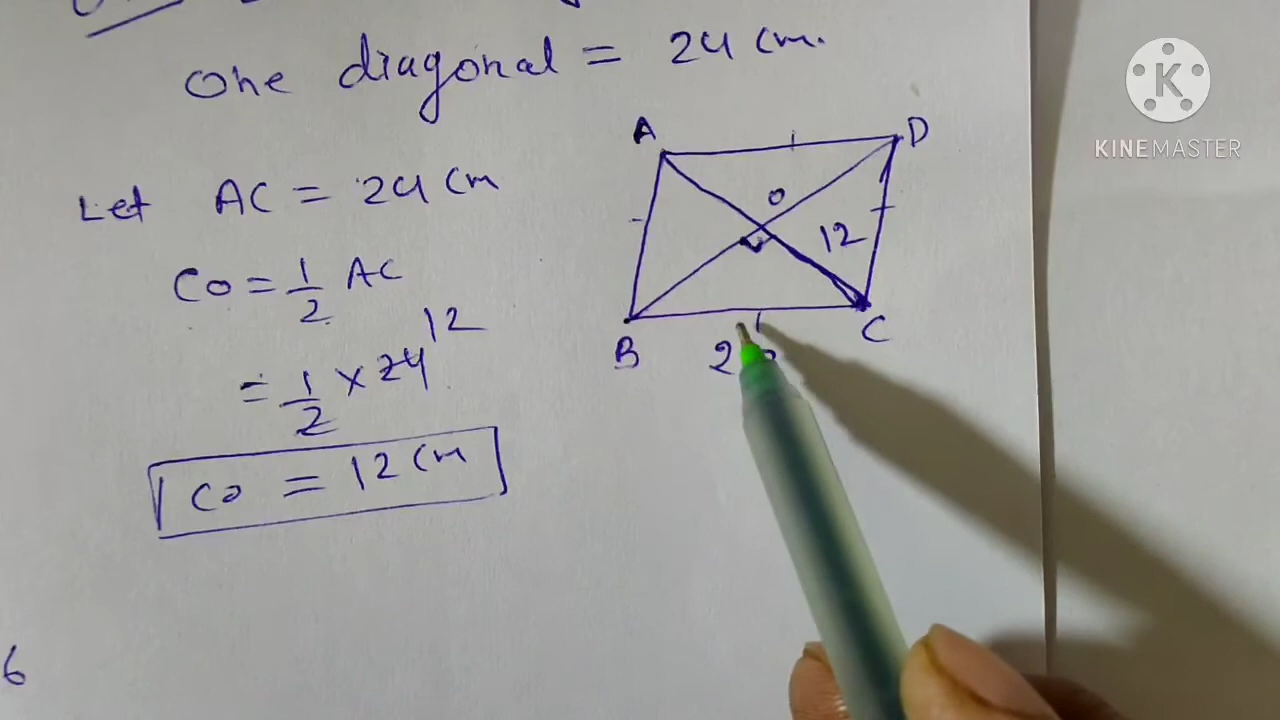 One diagonal = 24 cm.
Let AC = 24 cm
CO = 1/2 AC
= 1/2 × 24 12
CO = 12 cm
A
D
O
12
B
C
2
6
K
KINEMASTER